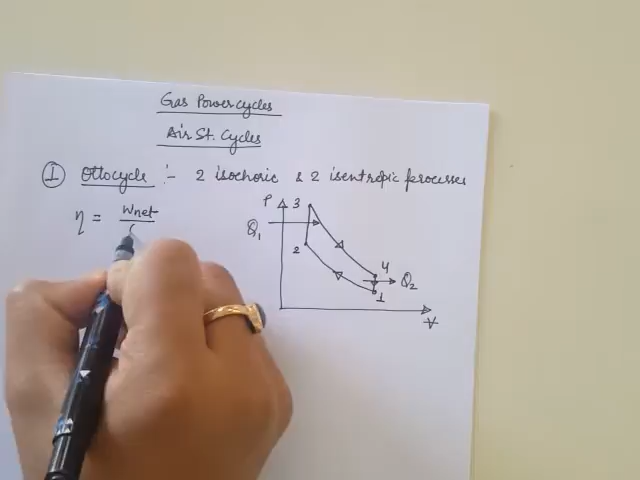 Gas Power cycles
Air St. Cycles
① Ottocycle :- 2 isochoric & 2 isentropic processes
η = Wnet
P 3
Q₁
2
4
Q₂
1
V